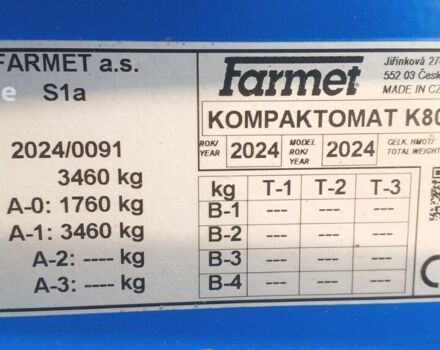 FARMET a.s.
e
S1a
2024/0091
3460 kg
A-0: 1760 kg
A-1: 3460 kg
A-2: ---- kg
A-3: ---- kg
Farmet
Jiřinková 27
552 03 Česk
MADE IN CZ
KOMPAKTOMAT K80
ROK/
YEAR
2024
MODEL
ROK/
YEAR
2024
CELK. HMOT/
TOTAL WEIGHT
kg T-1 T-2 T-3
B-1 --- --- ---
B-2 --- --- ---
B-3 --- --- ---
B-4 --- --- ---
C